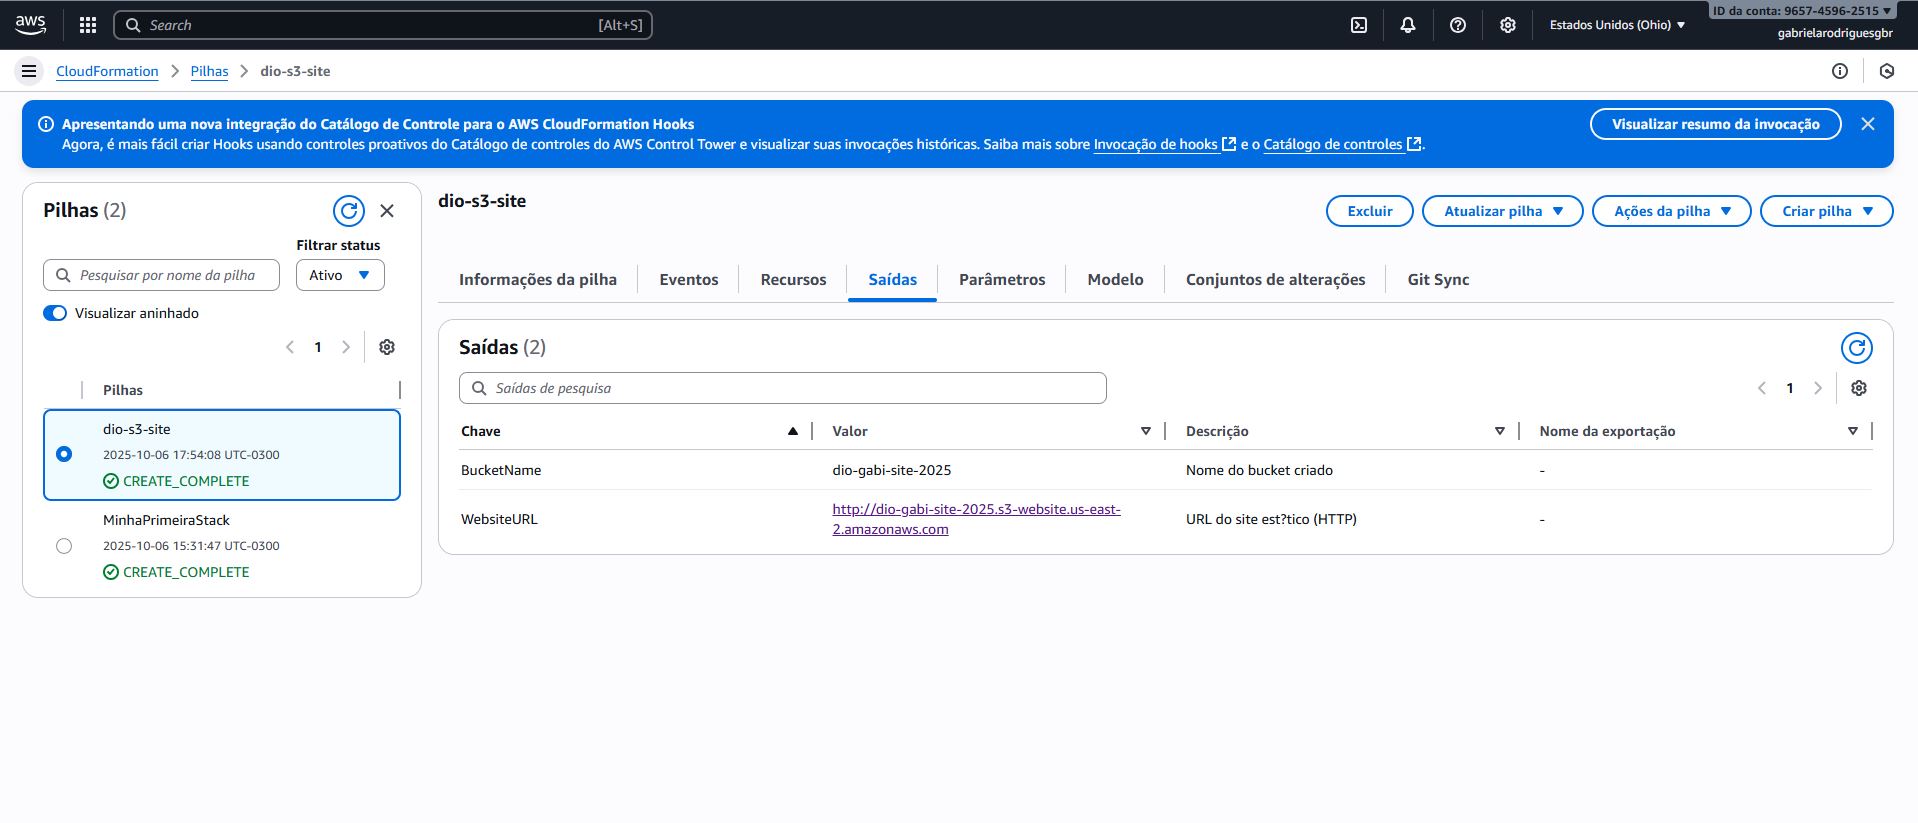 aws
Search [Alt+S]
Estados Unidos (Ohio)
ID da conta: 9657-4596-2515
gabrielarodriguesgbr
CloudFormation > Pilhas > dio-s3-site
Apresentando uma nova integração do Catálogo de Controle para o AWS CloudFormation Hooks
Agora, é mais fácil criar Hooks usando controles proativos do Catálogo de controles do AWS Control Tower e visualizar suas invocações históricas. Saiba mais sobre Invocação de hooks e o Catálogo de controles.
Visualizar resumo da invocação
Pilhas (2)
Filtrar status
Pesquisar por nome da pilha
Ativo
Visualizar aninhado
1
Pilhas
dio-s3-site
2025-10-06 17:54:08 UTC-0300
CREATE_COMPLETE
MinhaPrimeiraStack
2025-10-06 15:31:47 UTC-0300
CREATE_COMPLETE
dio-s3-site
Excluir
Atualizar pilha
Ações da pilha
Criar pilha
Informações da pilha
Eventos
Recursos
Saídas
Parâmetros
Modelo
Conjuntos de alterações
Git Sync
Saídas (2)
Saídas de pesquisa
1
Chave Valor Descrição Nome da exportação
BucketName dio-gabi-site-2025 Nome do bucket criado -
WebsiteURL http://dio-gabi-site-2025.s3-website.us-east-
2.amazonaws.com URL do site est?tico (HTTP) -